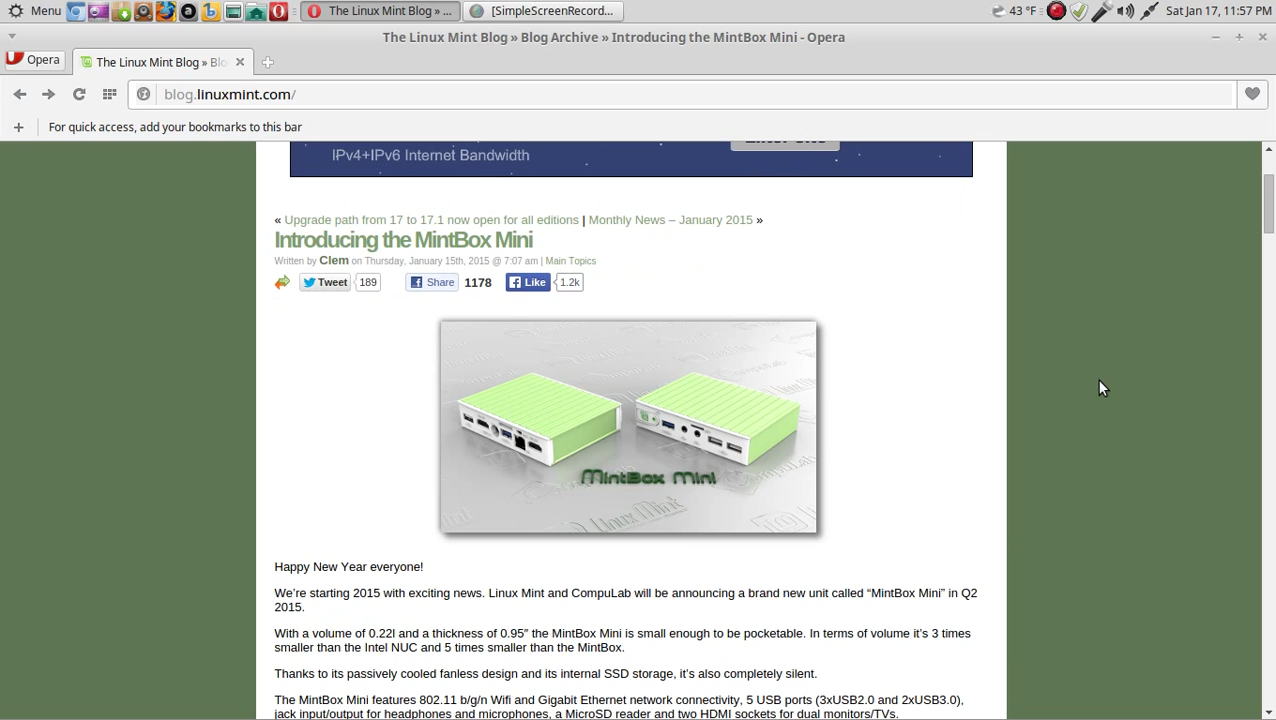 Menu
The Linux Mint Blog » ...
[SimpleScreenRecord...
43 °F
Sat Jan 17, 11:57 PM
The Linux Mint Blog » Blog Archive » Introducing the MintBox Mini - Opera
Opera
The Linux Mint Blog » Blo
blog.linuxmint.com/
For quick access, add your bookmarks to this bar
IPv4+IPv6 Internet Bandwidth
« Upgrade path from 17 to 17.1 now open for all editions | Monthly News – January 2015 »
Introducing the MintBox Mini
Written by Clem on Thursday, January 15th, 2015 @ 7:07 am | Main Topics
Tweet 189 Share 1178 Like 1.2k
MintBox Mini
Linux Mint
Happy New Year everyone!
We’re starting 2015 with exciting news. Linux Mint and CompuLab will be announcing a brand new unit called “MintBox Mini” in Q2
2015.
With a volume of 0.22l and a thickness of 0.95″ the MintBox Mini is small enough to be pocketable. In terms of volume it’s 3 times
smaller than the Intel NUC and 5 times smaller than the MintBox.
Thanks to its passively cooled fanless design and its internal SSD storage, it’s also completely silent.
The MintBox Mini features 802.11 b/g/n Wifi and Gigabit Ethernet network connectivity, 5 USB ports (3xUSB2.0 and 2xUSB3.0),
jack input/output for headphones and microphones, a MicroSD reader and two HDMI sockets for dual monitors/TVs.